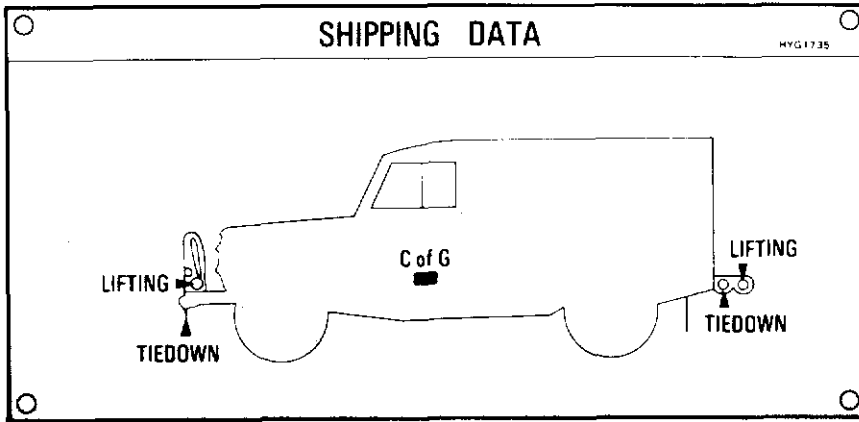 SHIPPING DATA
HYG1735
C of G
LIFTING
LIFTING
TIEDOWN
TIEDOWN